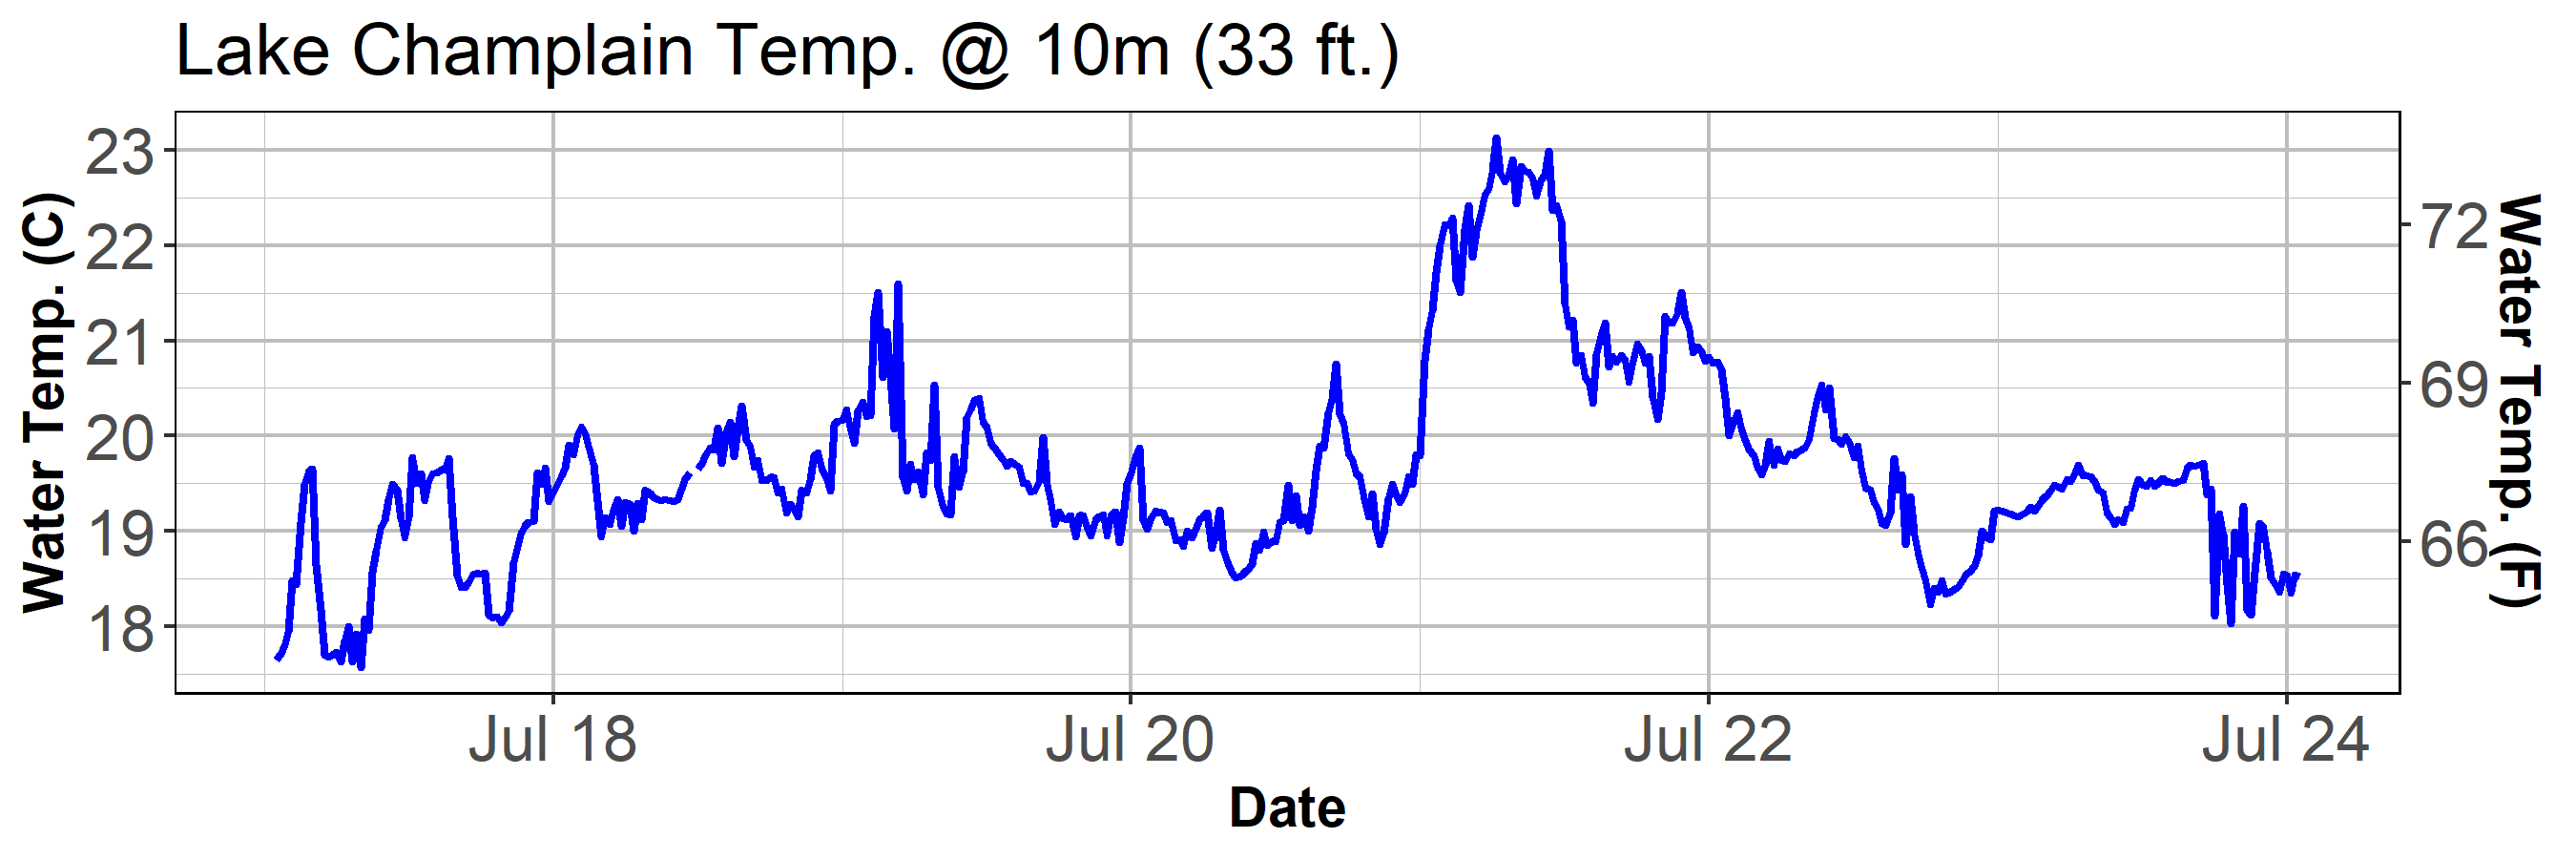 Lake Champlain Temp. @ 10m (33 ft.)
Water Temp. (C)
23
22
21
20
19
18
72
69
66
Water Temp. (F)
Jul 18 Jul 20 Jul 22 Jul 24
Date